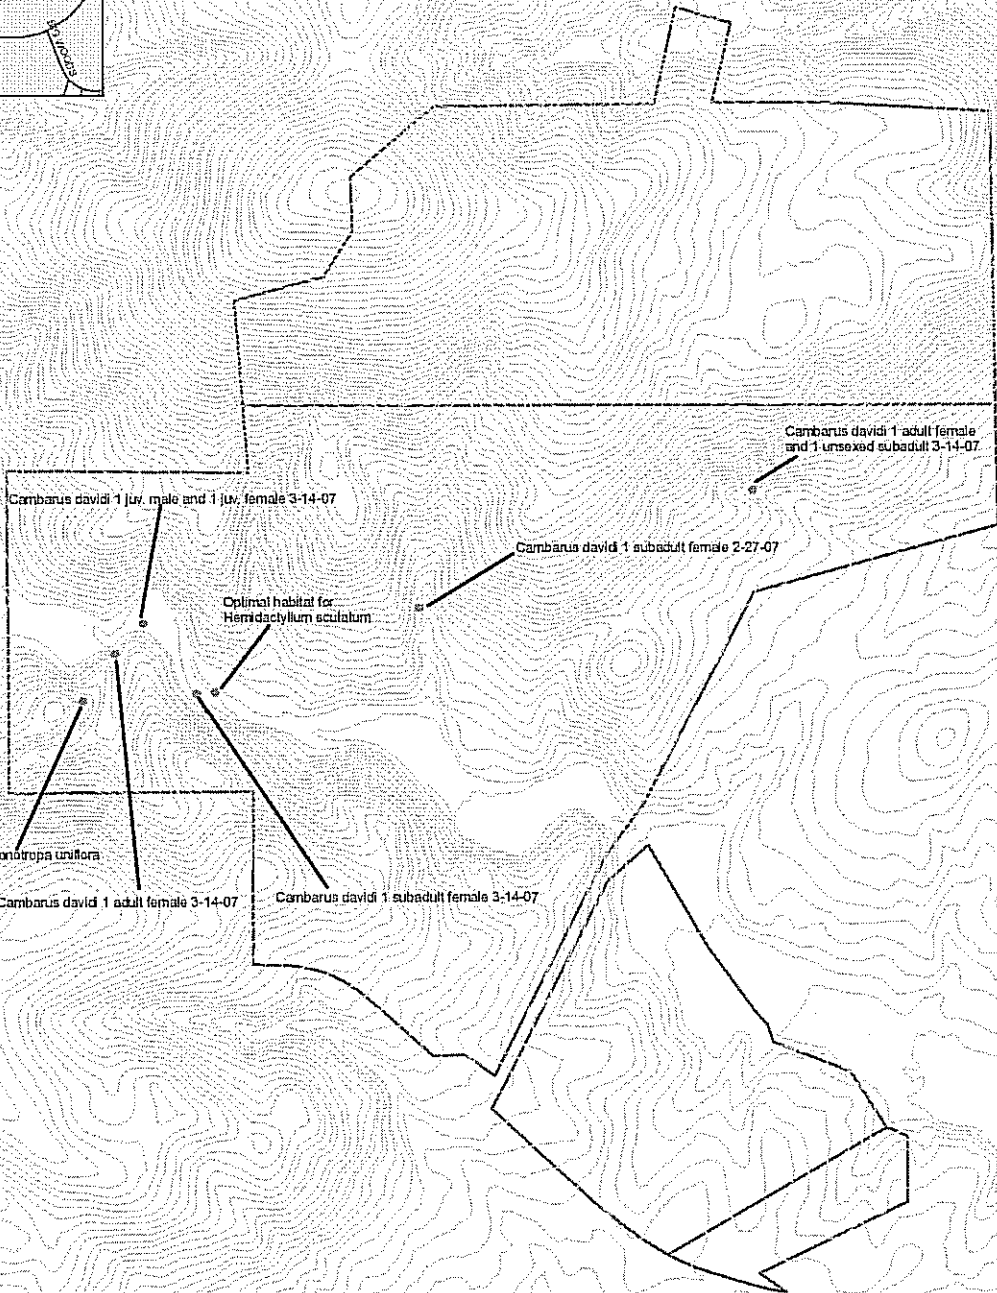 Cambarus davidi 1 adult female
and 1 unsexed subadult 3-14-07
Cambarus davidi 1 juv. male and 1 juv. female 3-14-07
Cambarus davidi 1 subadult female 2-27-07
Optimal habitat for
Hemidactylium scutatum
onotropa uniflora
Cambarus davidi 1 adult female 3-14-07
Cambarus davidi 1 subadult female 3-14-07